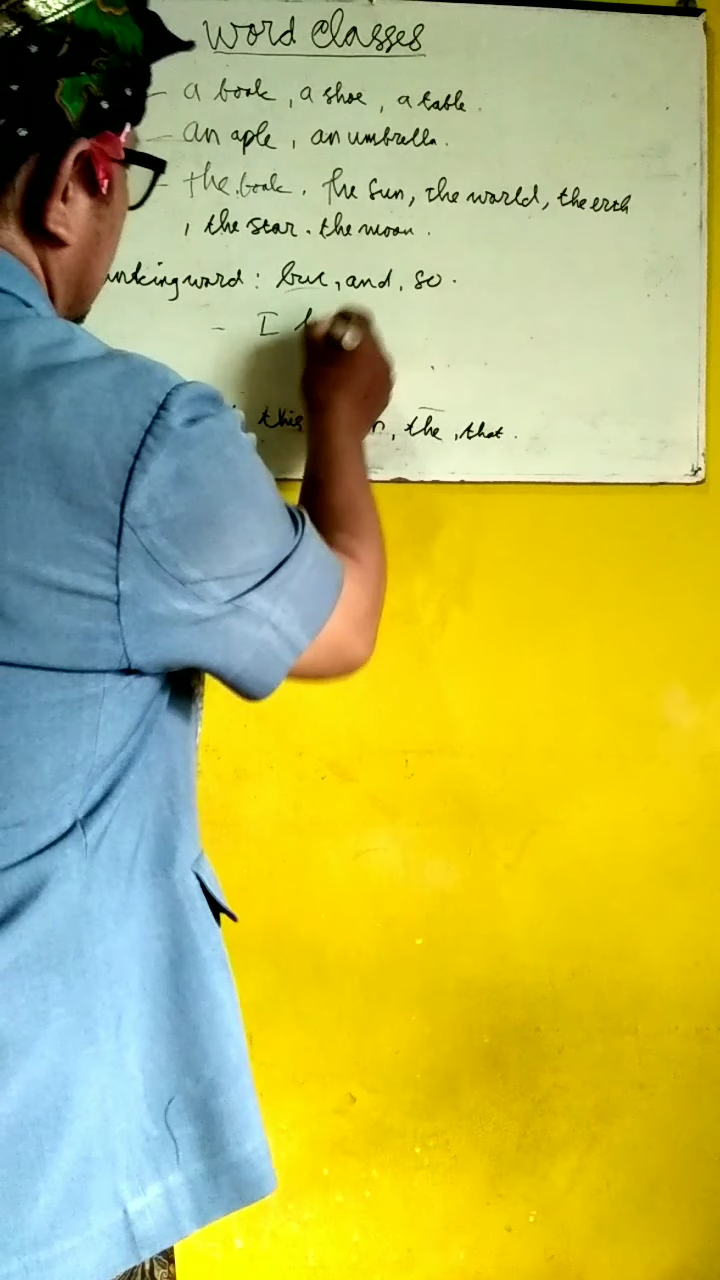 Word Classes
- a book, a shoe, a table.
- an aple, an umbrella.
- the book, the sun, the world, the erth
, the star. the moon.
word: but, and, so.
- I
this the, that.